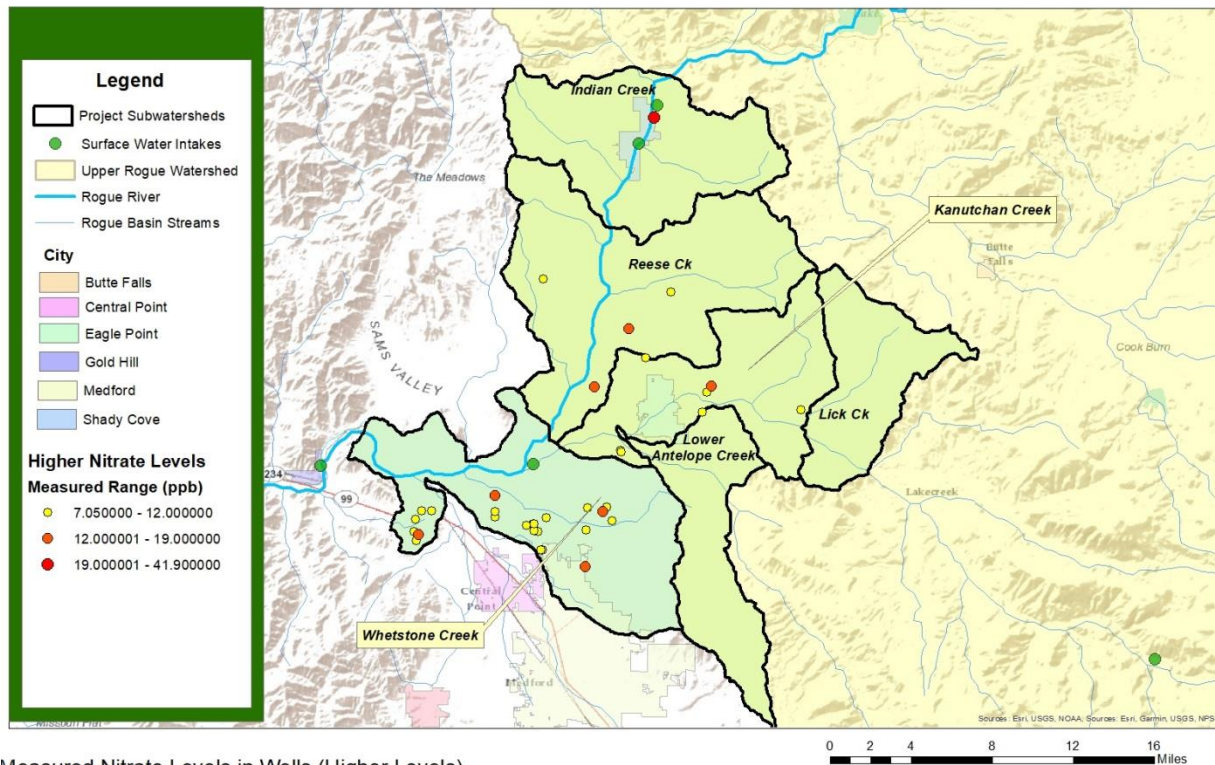 Legend
Project Subwatersheds
Surface Water Intakes
Upper Rogue Watershed
Rogue River
Rogue Basin Streams
City
Butte Falls
Central Point
Eagle Point
Gold Hill
Medford
Shady Cove
Higher Nitrate Levels
Measured Range (ppb)
7.050000 - 12.000000
12.000001 - 19.000000
19.000001 - 41.900000
Indian Creek
The Meadows
Kanutchan Creek
Butte
Falls
Reese Ck
SAMS VALLEY
Cook Burn
Lick Ck
Lower
Antelope Creek
234
99
Lakecreek
Central
Point
Whetstone Creek
Medford
Missouri Flat
Sources: Esri, USGS, NOAA, Sources: Esri, Garmin, USGS, NPS
0 2 4 8 12 16
Miles
Measured Nitrate Levels in Wells (Higher Levels)